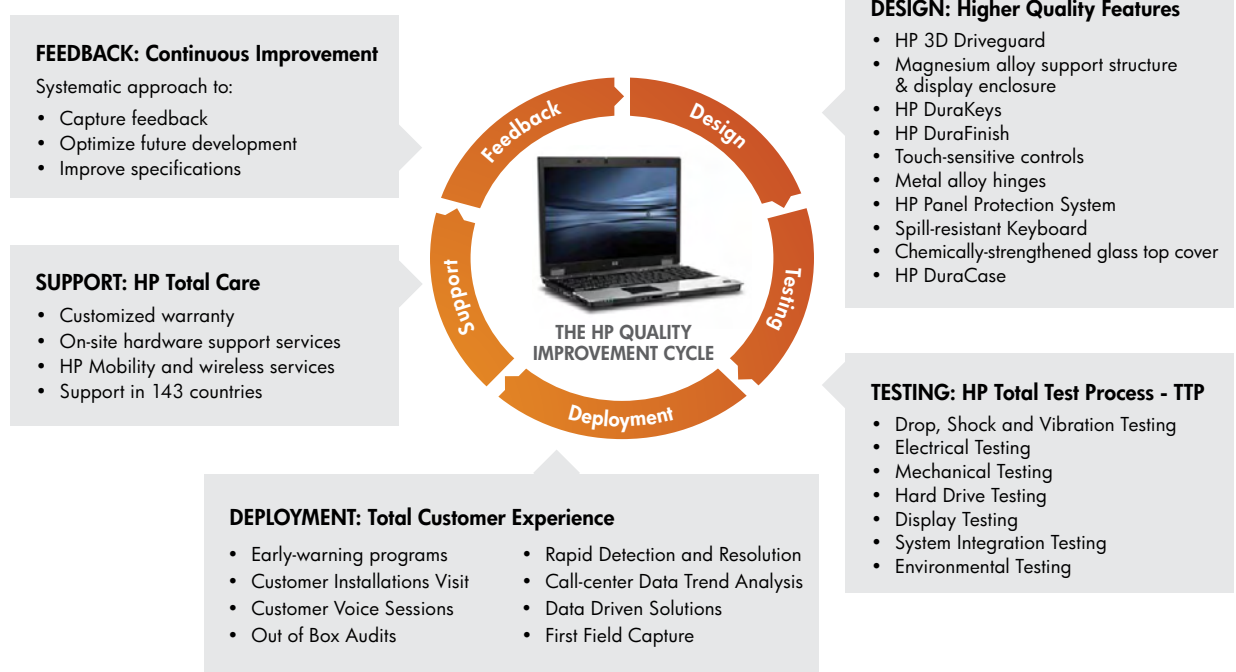 DESIGN: Higher Quality Features
• HP 3D Driveguard
• Magnesium alloy support structure
& display enclosure
• HP DuraKeys
• HP DuraFinish
• Touch-sensitive controls
• Metal alloy hinges
• HP Panel Protection System
• Spill-resistant Keyboard
• Chemically-strengthened glass top cover
• HP DuraCase
TESTING: HP Total Test Process - TTP
• Drop, Shock and Vibration Testing
• Electrical Testing
• Mechanical Testing
• Hard Drive Testing
• Display Testing
• System Integration Testing
• Environmental Testing
DEPLOYMENT: Total Customer Experience
• Early-warning programs
• Customer Installations Visit
• Customer Voice Sessions
• Out of Box Audits
• Rapid Detection and Resolution
• Call-center Data Trend Analysis
• Data Driven Solutions
• First Field Capture
SUPPORT: HP Total Care
• Customized warranty
• On-site hardware support services
• HP Mobility and wireless services
• Support in 143 countries
FEEDBACK: Continuous Improvement
Systematic approach to:
• Capture feedback
• Optimize future development
• Improve specifications
Design
Testing
Deployment
Support
Feedback
THE HP QUALITY
IMPROVEMENT CYCLE